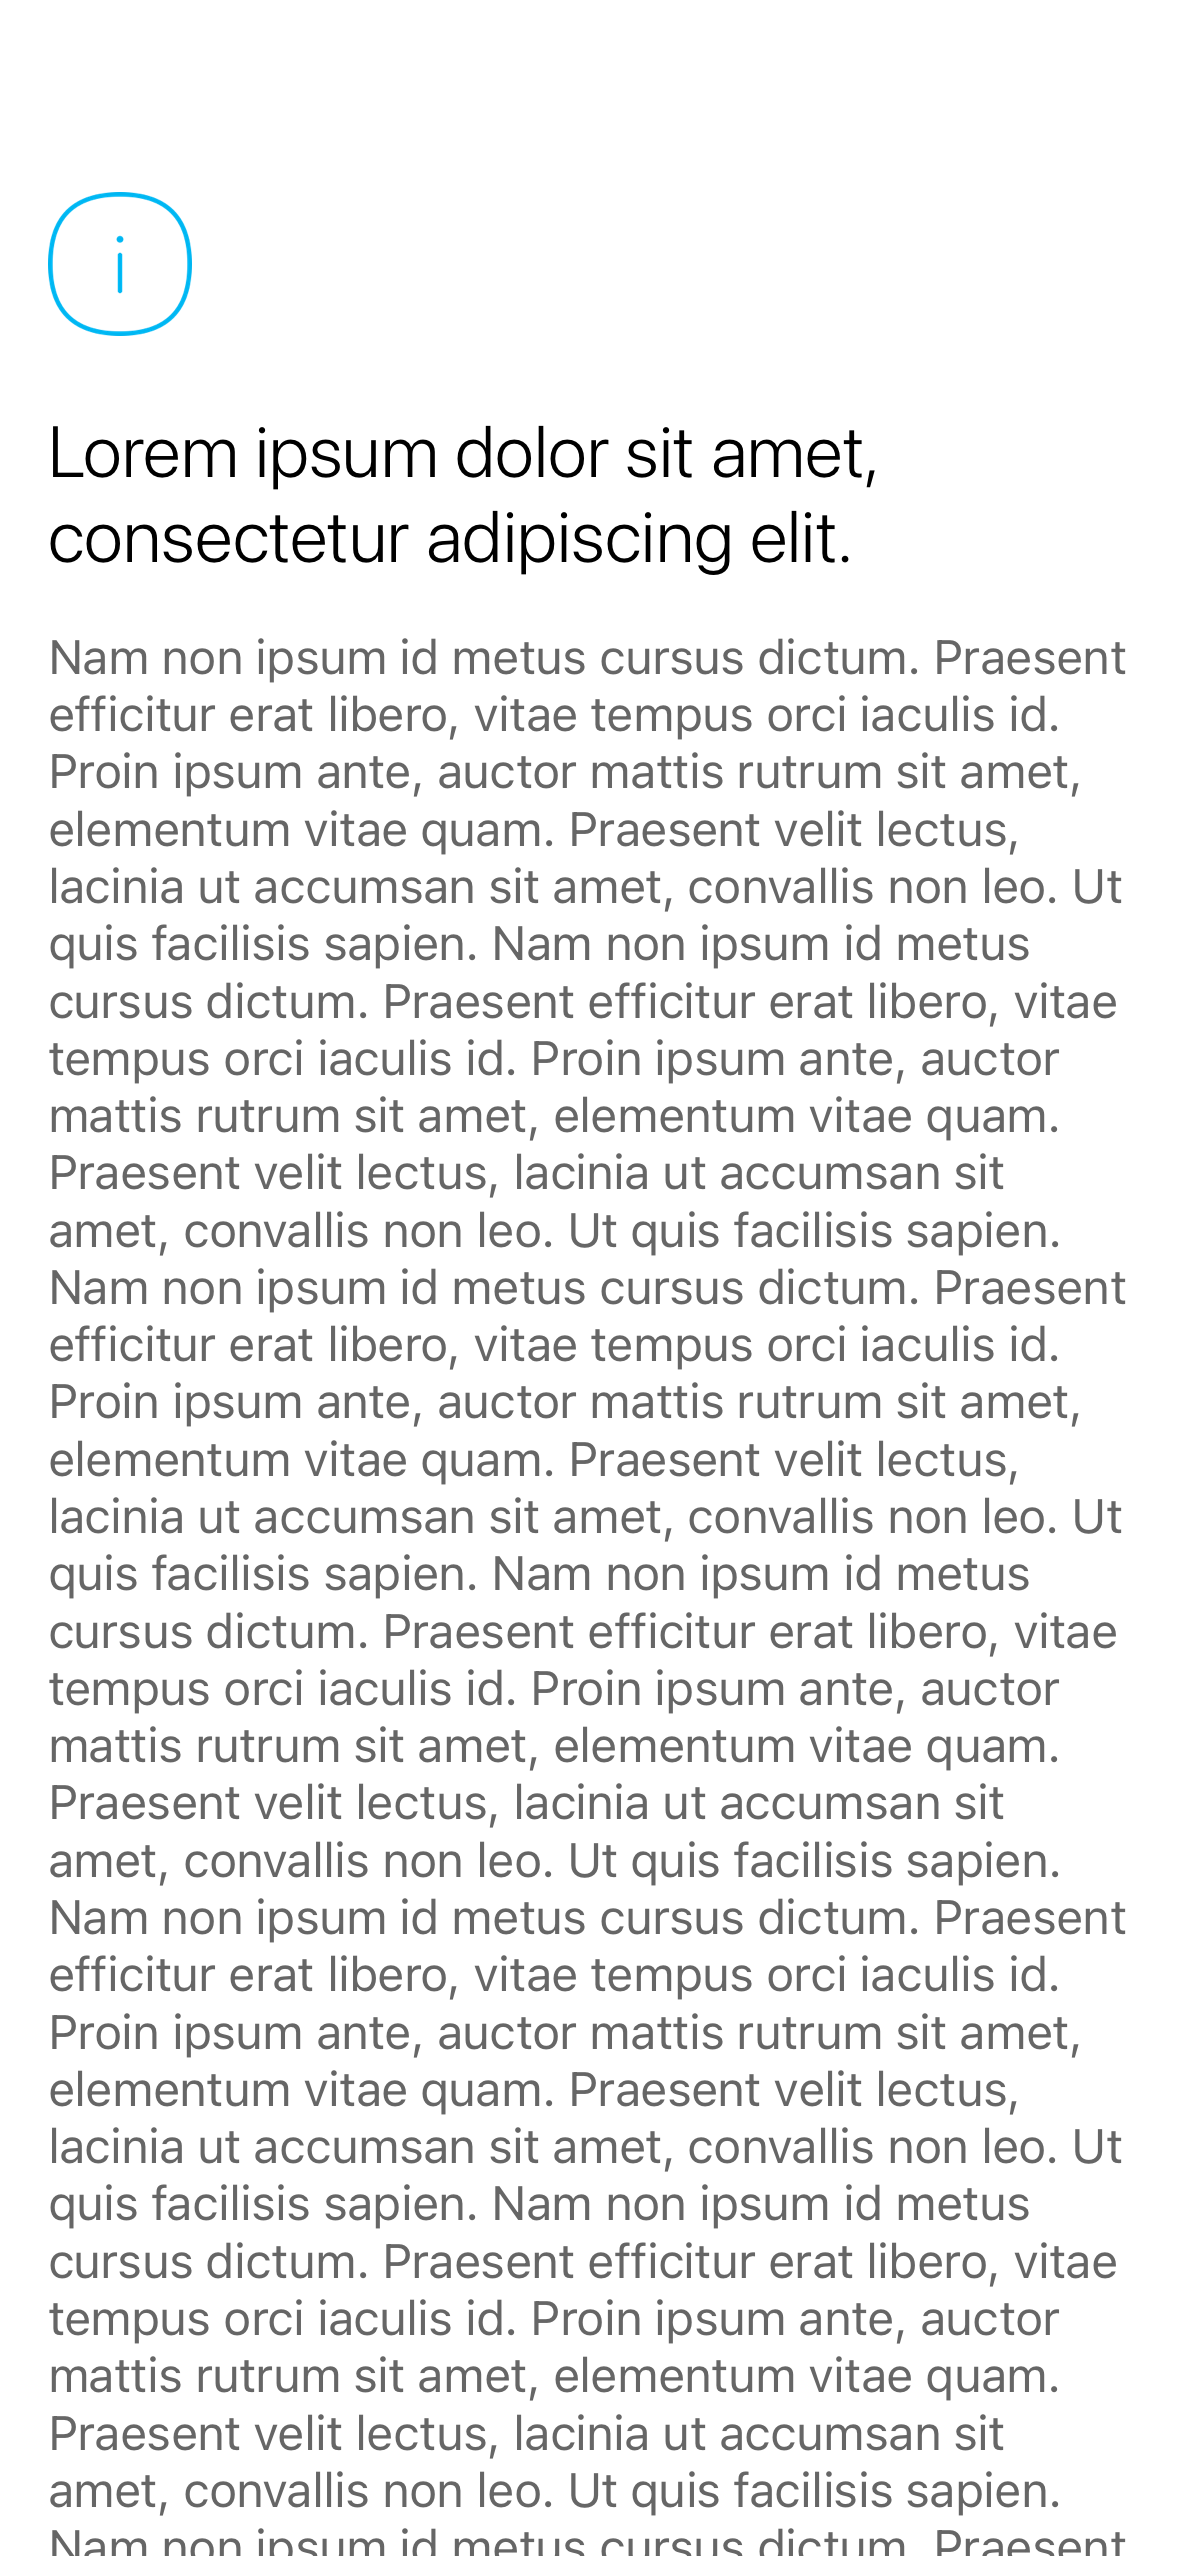 i
Lorem ipsum dolor sit amet,
consectetur adipiscing elit.
Nam non ipsum id metus cursus dictum. Praesent
efficitur erat libero, vitae tempus orci iaculis id.
Proin ipsum ante, auctor mattis rutrum sit amet,
elementum vitae quam. Praesent velit lectus,
lacinia ut accumsan sit amet, convallis non leo. Ut
quis facilisis sapien. Nam non ipsum id metus
cursus dictum. Praesent efficitur erat libero, vitae
tempus orci iaculis id. Proin ipsum ante, auctor
mattis rutrum sit amet, elementum vitae quam.
Praesent velit lectus, lacinia ut accumsan sit
amet, convallis non leo. Ut quis facilisis sapien.
Nam non ipsum id metus cursus dictum. Praesent
efficitur erat libero, vitae tempus orci iaculis id.
Proin ipsum ante, auctor mattis rutrum sit amet,
elementum vitae quam. Praesent velit lectus,
lacinia ut accumsan sit amet, convallis non leo. Ut
quis facilisis sapien. Nam non ipsum id metus
cursus dictum. Praesent efficitur erat libero, vitae
tempus orci iaculis id. Proin ipsum ante, auctor
mattis rutrum sit amet, elementum vitae quam.
Praesent velit lectus, lacinia ut accumsan sit
amet, convallis non leo. Ut quis facilisis sapien.
Nam non ipsum id metus cursus dictum. Praesent
efficitur erat libero, vitae tempus orci iaculis id.
Proin ipsum ante, auctor mattis rutrum sit amet,
elementum vitae quam. Praesent velit lectus,
lacinia ut accumsan sit amet, convallis non leo. Ut
quis facilisis sapien. Nam non ipsum id metus
cursus dictum. Praesent efficitur erat libero, vitae
tempus orci iaculis id. Proin ipsum ante, auctor
mattis rutrum sit amet, elementum vitae quam.
Praesent velit lectus, lacinia ut accumsan sit
amet, convallis non leo. Ut quis facilisis sapien.
Nam non ipsum id metus cursus dictum. Praesent